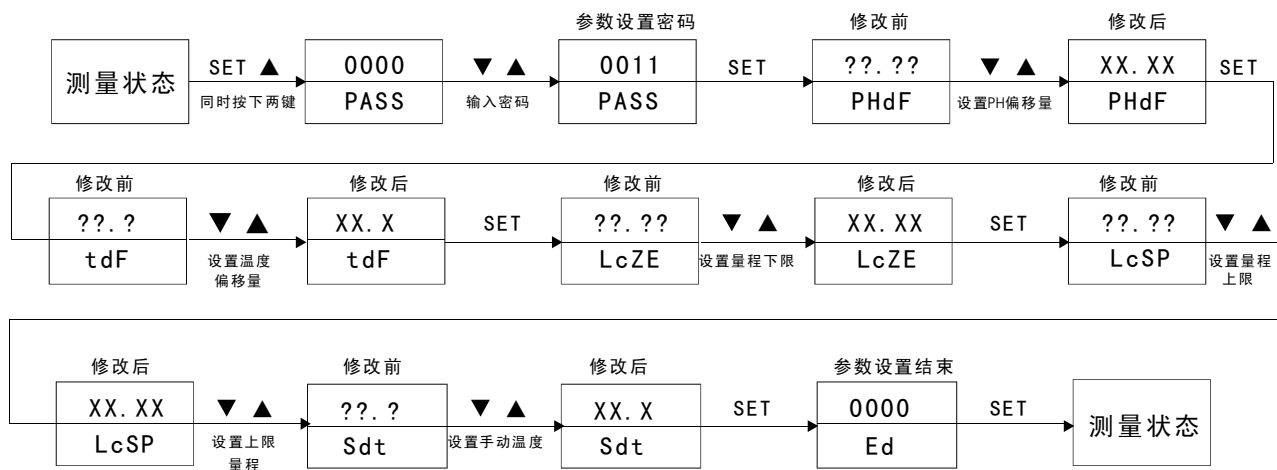 参数设置密码 修改前 修改后
测量状态 SET ▲ 0000 ▼ ▲ 0011 SET ??.?? ▼ ▲ XX.XX SET
同时按下两键 PASS 输入密码 PASS PHdF 设置PH偏移量 PHdF
修改前 修改后 修改前 修改后 修改前
??.? ▼ ▲ XX.X SET ??.?? ▼ ▲ XX.XX SET ??.?? ▼ ▲
tdF 设置温度 tdF LcZE 设置量程下限 LcZE LcSP 设置量程
偏移量 上限
修改后 修改前 修改后 参数设置结束
XX.XX ▼ ▲ ??.? ▼ ▲ XX.X SET 0000 SET 测量状态
LcSP 设置上限 Sdt 设置手动温度 Sdt Ed
量程